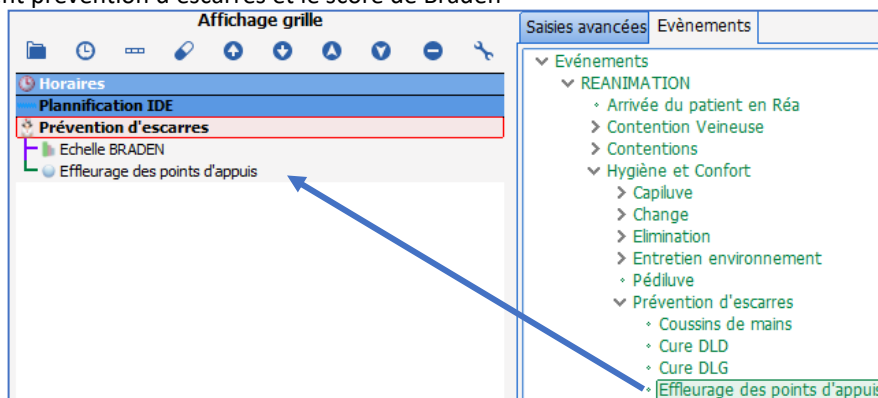 nt prévention d'escarres et le score de Braden
Affichage grille
Horaires
Plannification IDE
Prévention d'escarres
Echelle BRADEN
Effleurage des points d'appuis
Saisies avancées Evènements
Evénements
REANIMATION
Arrivée du patient en Réa
Contention Veineuse
Contentions
Hygiène et Confort
Capiluve
Change
Elimination
Entretien environnement
Pédiluve
Prévention d'escarres
Coussins de mains
Cure DLD
Cure DLG
Effleurage des points d'appuis